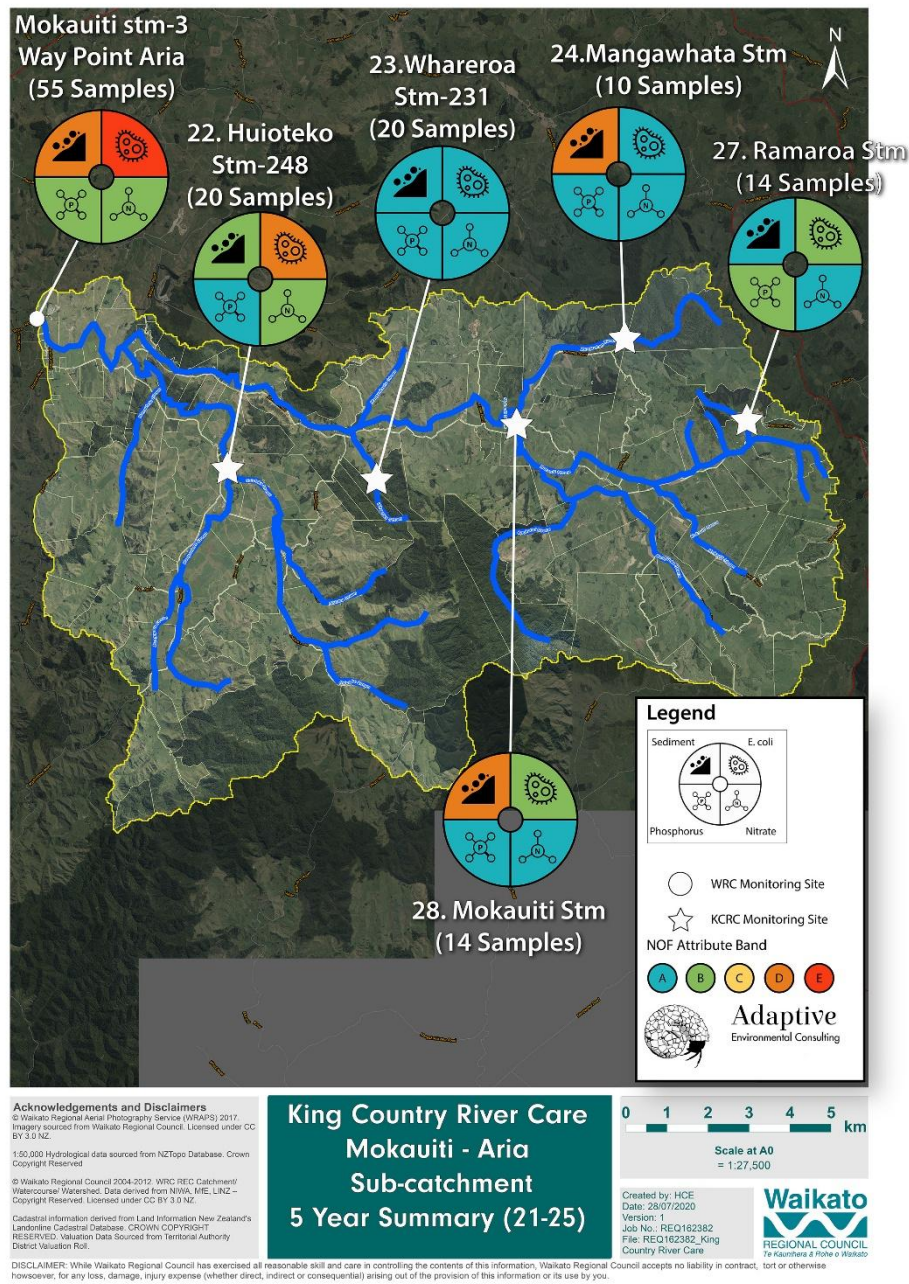 Mokauiti stm-3
Way Point Aria
(55 Samples)
22. Huioteko
Stm-248
(20 Samples)
23.Whareroa
Stm-231
(20 Samples)
24.Mangawhata Stm
(10 Samples)
27. Ramaroa Stm
(14 Samples)
N
P
N
P
N
P
N
P
N
P
N
P
N
28. Mokauiti Stm
(14 Samples)
Legend
Sediment
E. coli
P
N
Phosphorus
Nitrate
WRC Monitoring Site
KCRC Monitoring Site
NOF Attribute Band
A
B
C
D
E
Adaptive
Environmental Consulting
Acknowledgements and Disclaimers
© Waikato Regional Aerial Photography Service (WRAPS) 2017.
Imagery sourced from Waikato Regional Council. Licensed under CC
BY 3.0 NZ.
1:50,000 Hydrological data sourced from NZTopo Database. Crown
Copyright Reserved
© Waikato Regional Council 2004-2012. WRC REC Catchment/
Watercourse/ Watershed. Data derived from NIWA, MfE, LINZ –
Copyright Reserved. Licensed under CC BY 3.0 NZ.
Cadastral information derived from Land Information New Zealand's
Landonline Cadastral Database. CROWN COPYRIGHT
RESERVED. Valuation Data Sourced from Territorial Authority
District Valuation Roll.
King Country River Care
Mokauiti - Aria
Sub-catchment
5 Year Summary (21-25)
0 1 2 3 4 5
km
Scale at A0
= 1:27,500
Created by: HCE
Date: 28/07/2020
Version: 1
Job No.: REQ162382
File: REQ162382_King
Country River Care
Waikato
REGIONAL COUNCIL
Te Kaunihera ā Rohe o Waikato
DISCLAIMER: While Waikato Regional Council has exercised all reasonable skill and care in controlling the contents of this information, Waikato Regional Council accepts no liability in contract, tort or otherwise
howsoever, for any loss, damage, injury expense (whether direct, indirect or consequential) arising out of the provision of this information or its use by you.